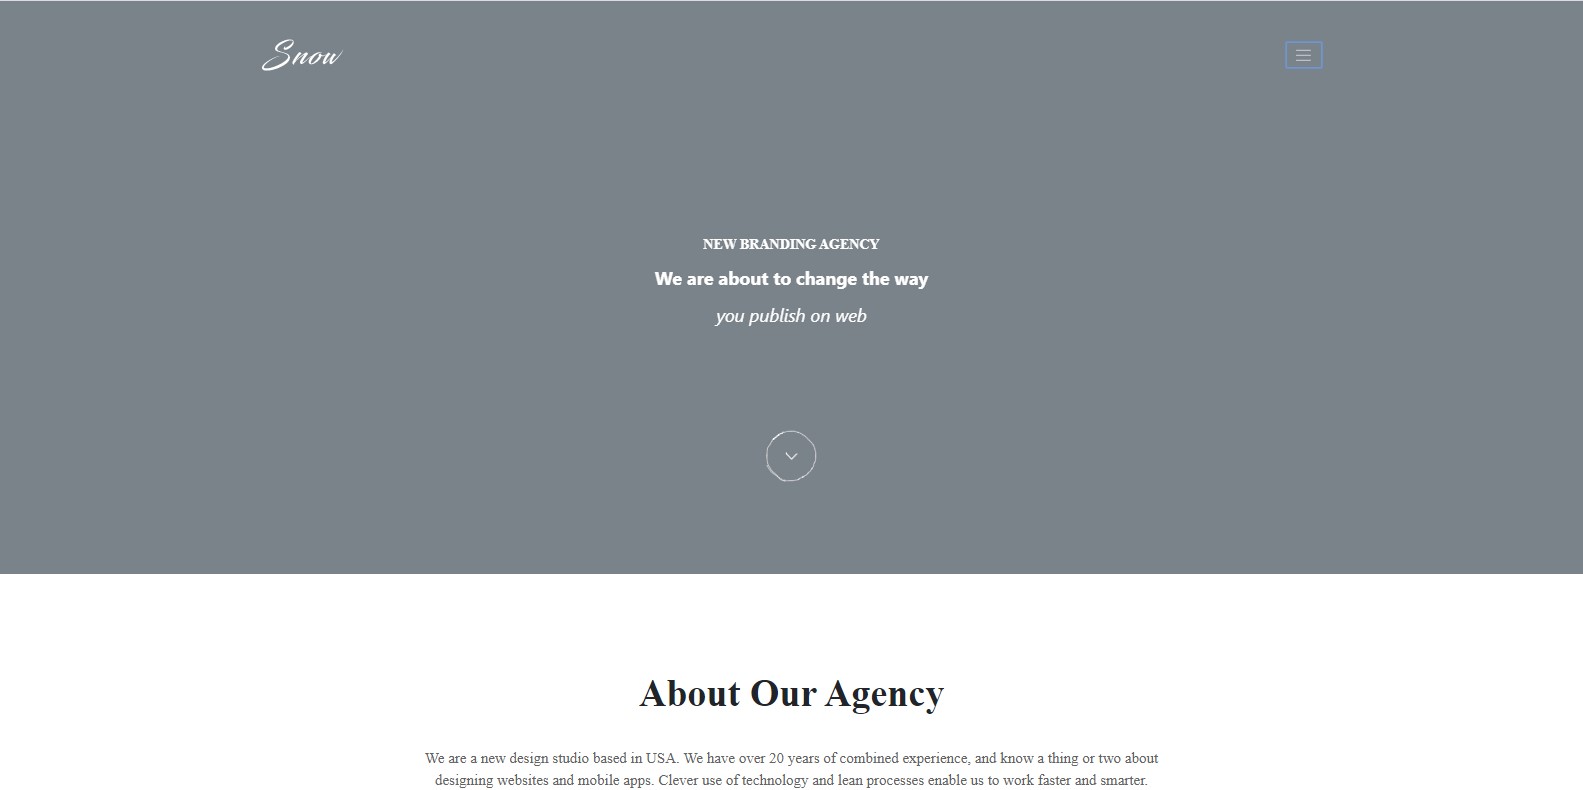 Snow
NEW BRANDING AGENCY
We are about to change the way
you publish on web
About Our Agency
We are a new design studio based in USA. We have over 20 years of combined experience, and know a thing or two about
designing websites and mobile apps. Clever use of technology and lean processes enable us to work faster and smarter.